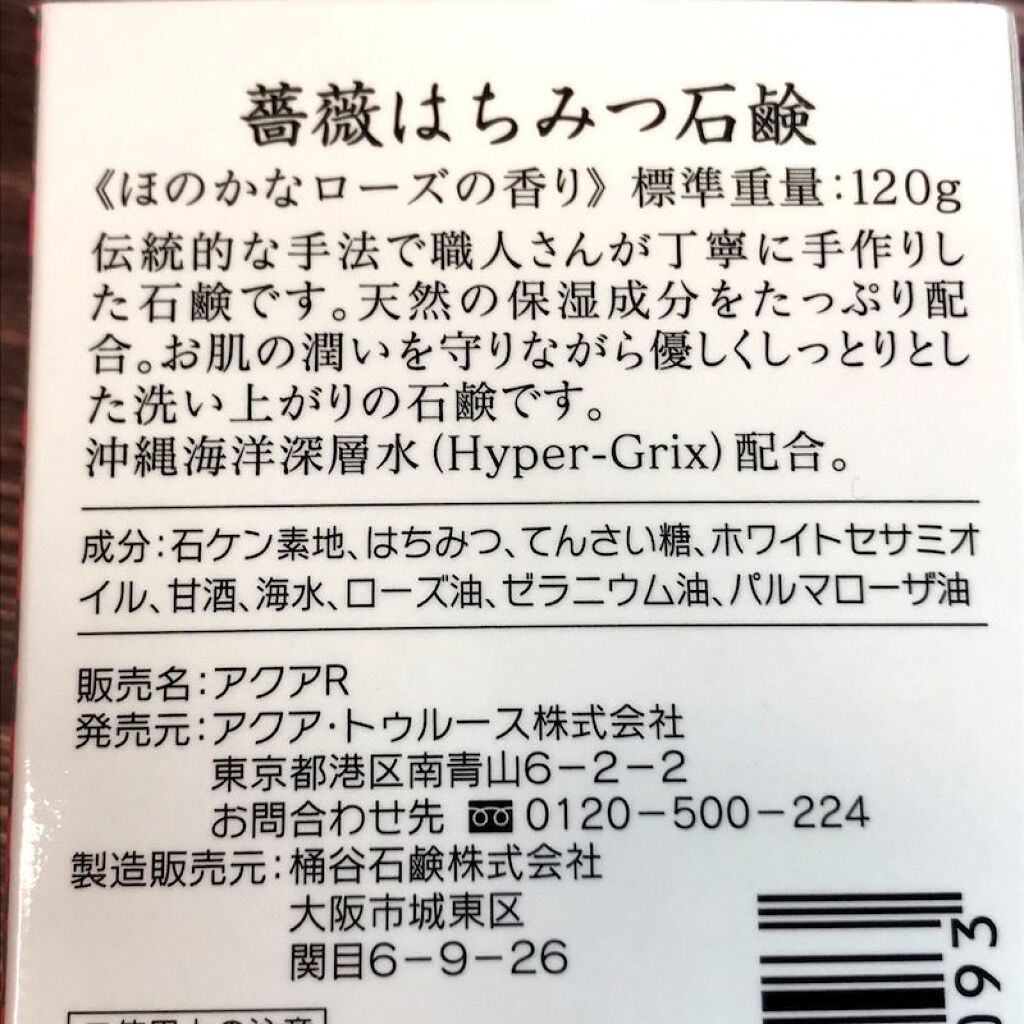 薔薇はちみつ石鹸
《ほのかなローズの香り》標準重量:120g
伝統的な手法で職人さんが丁寧に手作りし
た石鹸です。天然の保湿成分をたっぷり配
合。お肌の潤いを守りながら優しくしっとりとし
た洗い上がりの石鹸です。
沖縄海洋深層水(Hyper-Grix)配合。
成分:石ケン素地、はちみつ、てんさい糖、ホワイトセサミオ
イル、甘酒、海水、ローズ油、ゼラニウム油、パルマローザ油
販売名:アクアR
発売元:アクア・トゥルース株式会社
東京都港区南青山6-2-2
お問合わせ先 0120-500-224
製造販売元:桶谷石鹸株式会社
大阪市城東区
関目6-9-26
093